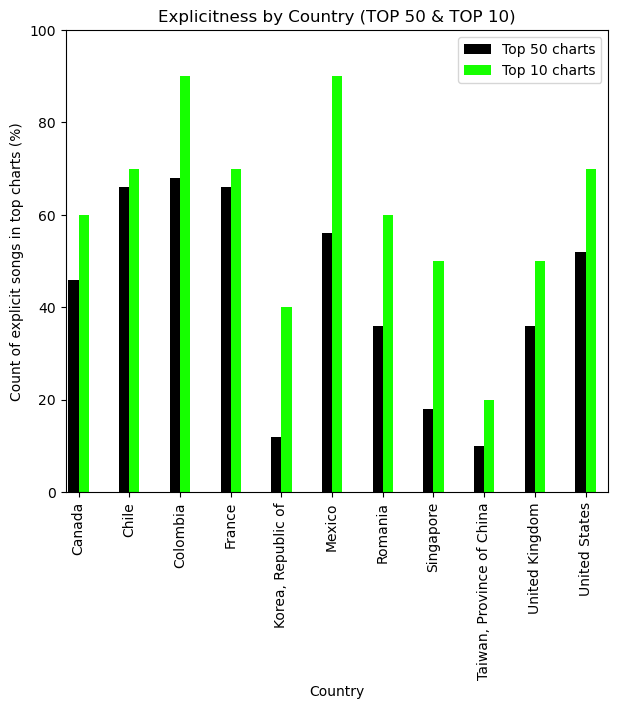 Explicitness by Country (TOP 50 & TOP 10)
Top 50 charts
Top 10 charts
Count of explicit songs in top charts (%)
100
80
60
40
20
0
Canada
Chile
Colombia
France
Korea, Republic of
Mexico
Romania
Singapore
Taiwan, Province of China
United Kingdom
United States
Country